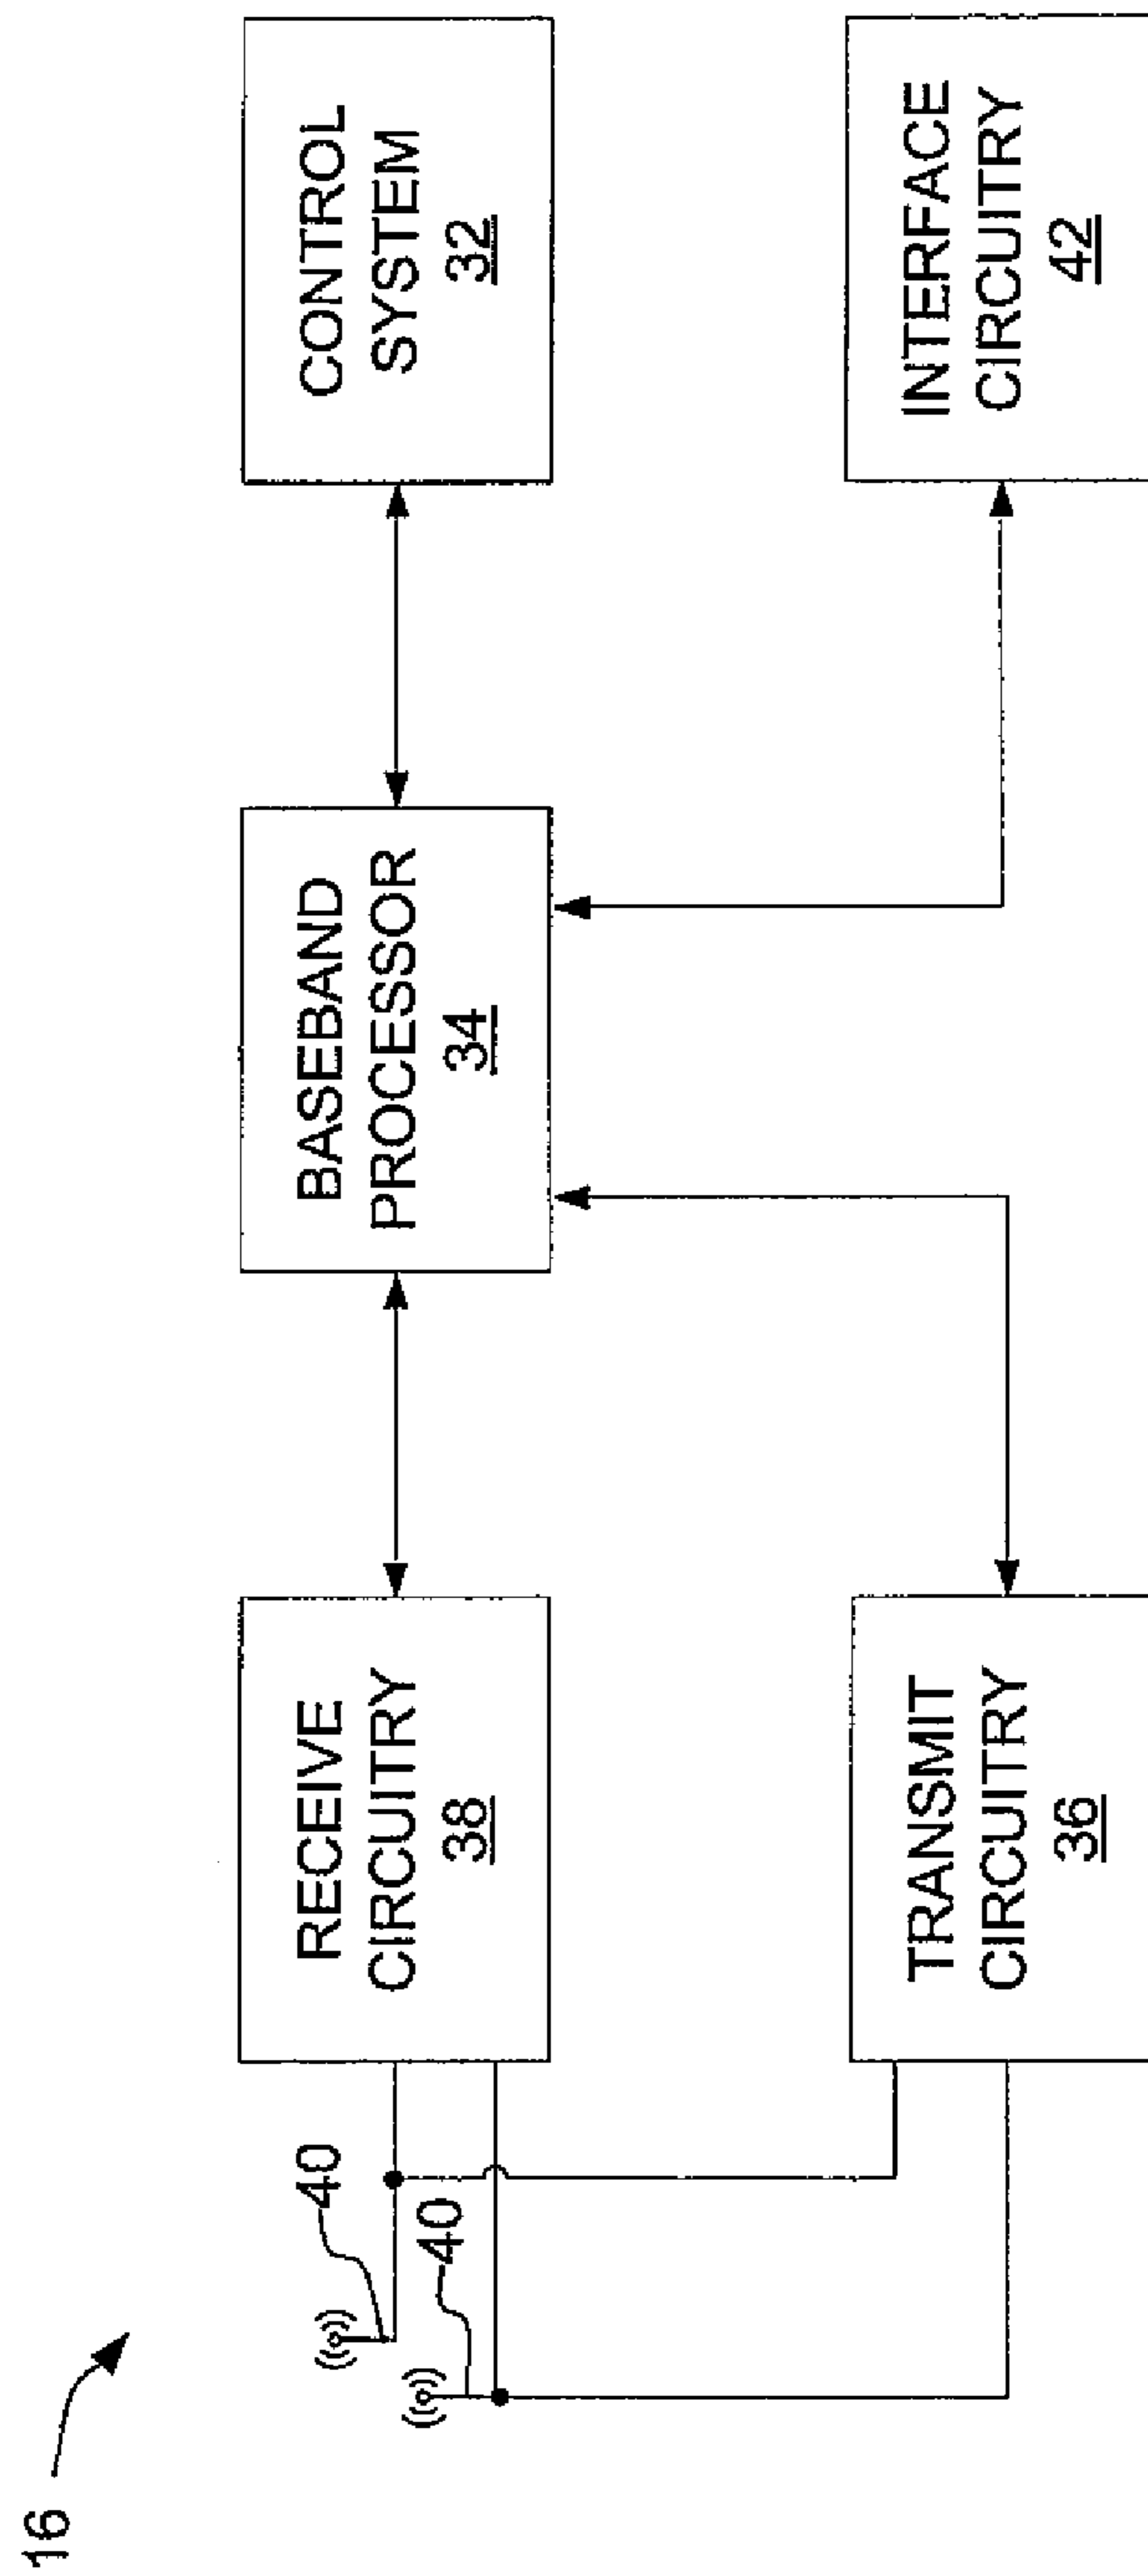 16
40
40
RECEIVE
CIRCUITRY
38
BASEBAND
PROCESSOR
34
CONTROL
SYSTEM
32
TRANSMIT
CIRCUITRY
36
INTERFACE
CIRCUITRY
42